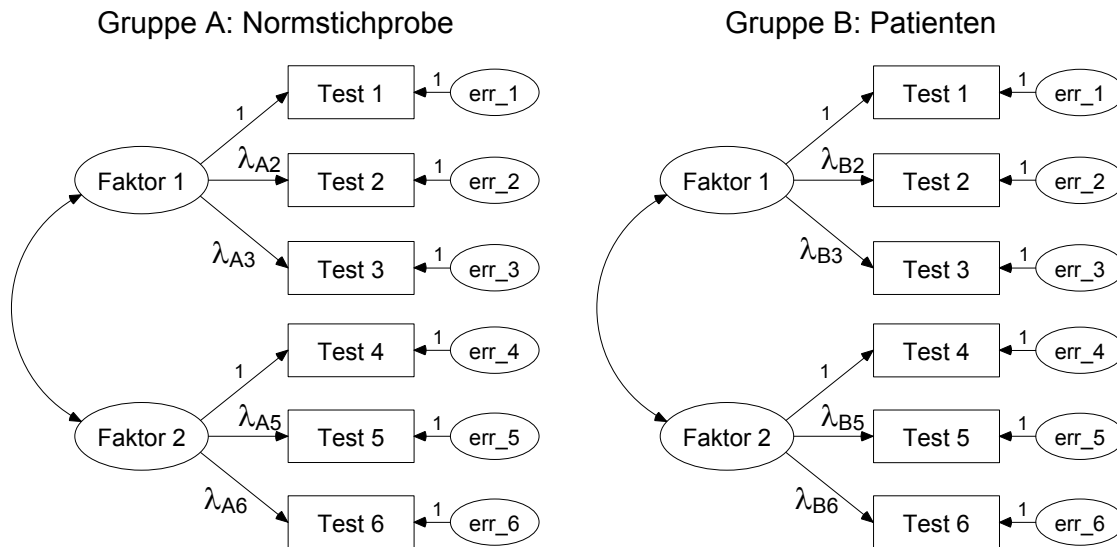 Gruppe A: Normstichprobe
Faktor 1
1
Test 1
1
err_1
λA2
Test 2
1
err_2
λA3
Test 3
1
err_3
Faktor 2
1
Test 4
1
err_4
λA5
Test 5
1
err_5
λA6
Test 6
1
err_6
Gruppe B: Patienten
Faktor 1
1
Test 1
1
err_1
λB2
Test 2
1
err_2
λB3
Test 3
1
err_3
Faktor 2
1
Test 4
1
err_4
λB5
Test 5
1
err_5
λB6
Test 6
1
err_6